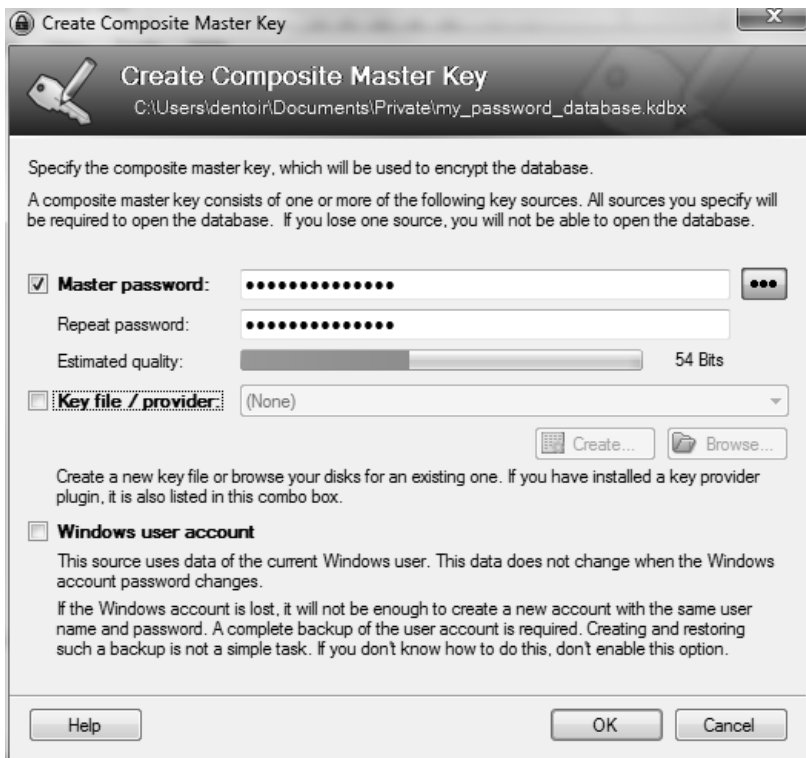 Create Composite Master Key
Create Composite Master Key
C:\Users\dentoir\Documents\Private\my_password_database.kdbx
Specify the composite master key, which will be used to encrypt the database.
A composite master key consists of one or more of the following key sources. All sources you specify will
be required to open the database.  If you lose one source, you will not be able to open the database.
Master password:
Repeat password:
Estimated quality: 54 Bits
Key file / provider: (None)
Create... Browse...
Create a new key file or browse your disks for an existing one. If you have installed a key provider
plugin, it is also listed in this combo box.
Windows user account
This source uses data of the current Windows user. This data does not change when the Windows
account password changes.
If the Windows account is lost, it will not be enough to create a new account with the same user
name and password. A complete backup of the user account is required. Creating and restoring
such a backup is not a simple task. If you don't know how to do this, don't enable this option.
Help OK Cancel